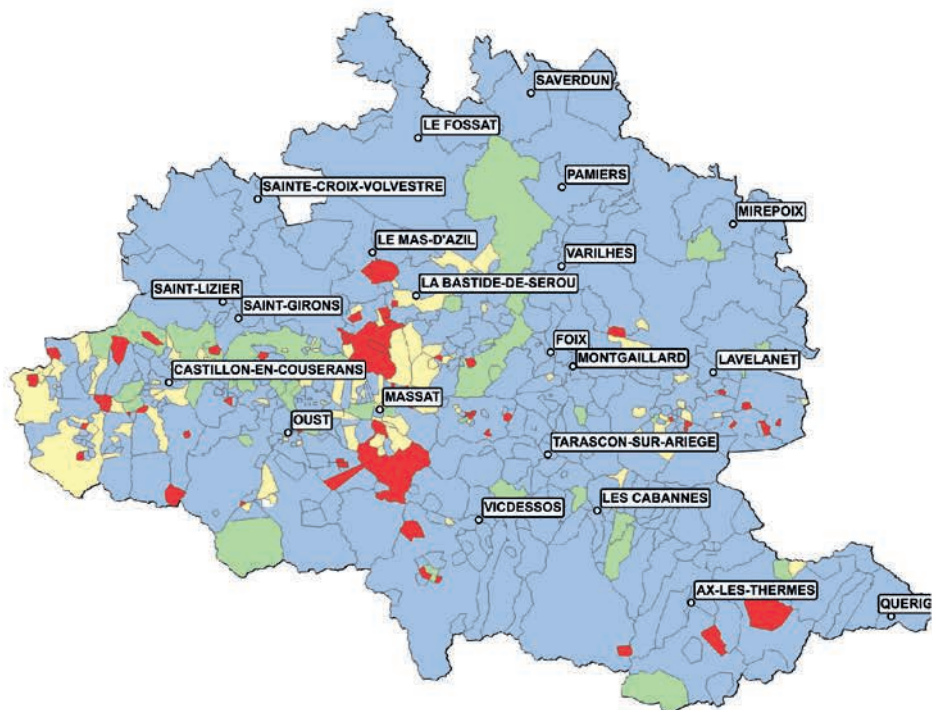 SAVERDUN
LE FOSSAT
PAMIERS
SAINTE-CROIX-VOLVESTRE
MIREPOIX
LE MAS-D'AZIL
VARILHES
LA BASTIDE-DE-SEROU
SAINT-LIZIER
SAINT-GIRONS
FOIX
MONTGAILLARD
LAVELANET
CASTILLON-EN-COUSERANS
MASSAT
OUST
TARASCON-SUR-ARIEGE
LES CABANNES
VICDESSOS
AX-LES-THERMES
QUERIG